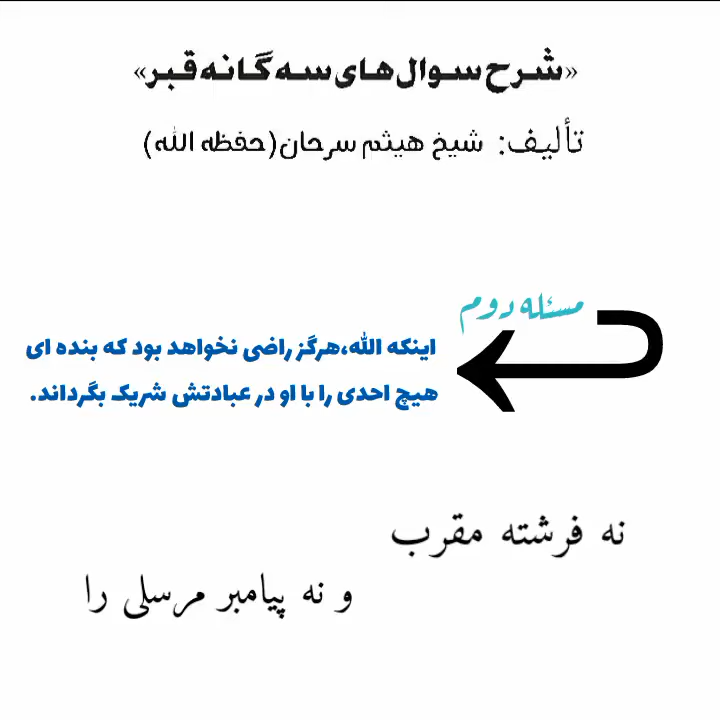 «شرح سوال های سه گانه قبر»
تألیف: شیخ هیثم سرحان(حفظه الله)
مسئله دوم
اینکه الله،هرگز راضی نخواهد بود که بنده ای
هیچ احدی را با او در عبادتش شریک بگرداند.
نه فرشته مقرب
و نه پیامبر مرسلی را